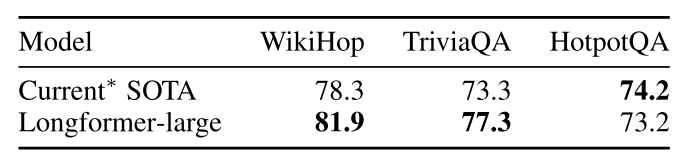 Model WikiHop TriviaQA HotpotQA
Current* SOTA 78.3 73.3 74.2
Longformer-large 81.9 77.3 73.2